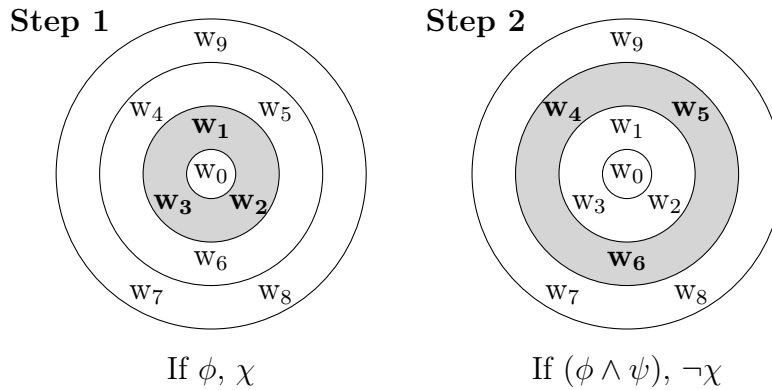 Step 1
w₉
w₄ w₅
w₁
w₀
w₃ w₂
w₆
w₇ w₈
If ϕ, χ
Step 2
w₉
w₄ w₅
w₁
w₀
w₃ w₂
w₆
w₇ w₈
If (ϕ ∧ ψ), ¬χ